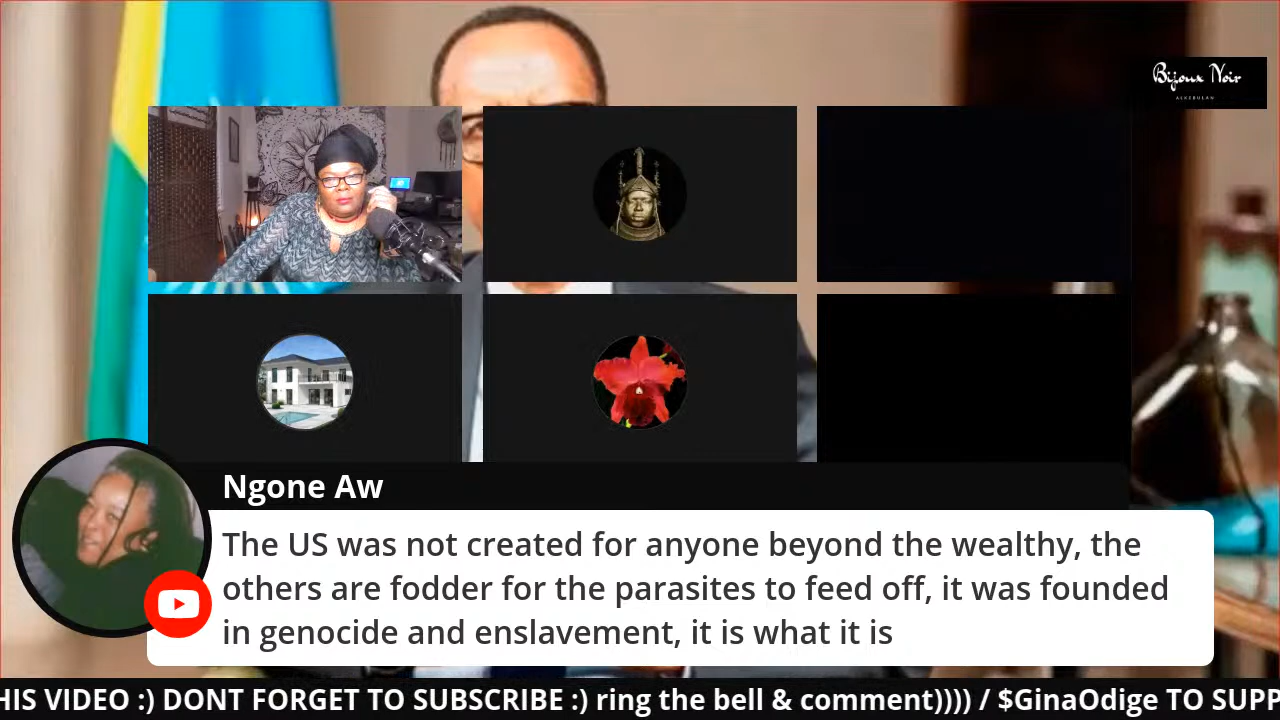 Bijoux Noir
ALKEBULAN
Ngone Aw
The US was not created for anyone beyond the wealthy, the
others are fodder for the parasites to feed off, it was founded
in genocide and enslavement, it is what it is
HIS VIDEO :) DONT FORGET TO SUBSCRIBE :) ring the bell & comment)))) / $GinaOdige TO SUPP